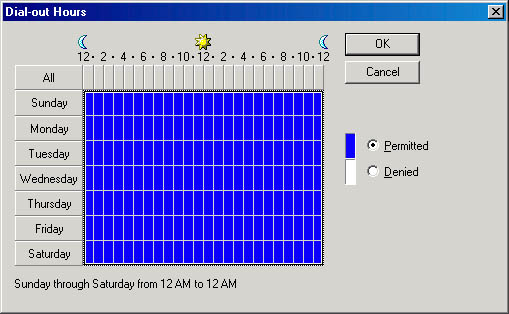 Dial-out Hours
12 · 2 · 4 · 6 · 8 · 10 · 12 · 2 · 4 · 6 · 8 · 10 · 12
OK
Cancel
All
Sunday
Monday
Tuesday
Wednesday
Thursday
Friday
Saturday
Permitted
Denied
Sunday through Saturday from 12 AM to 12 AM